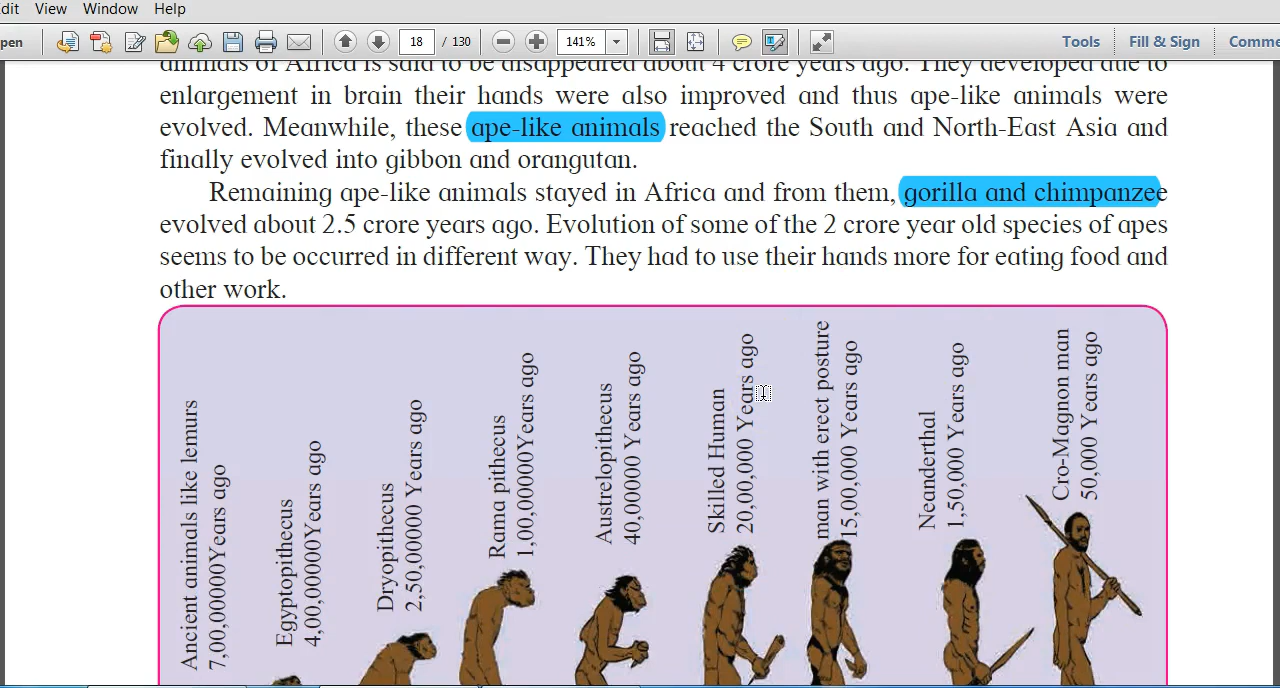 dit View Window Help
pen 18 / 130 141% Tools Fill & Sign Comme
animals of Africa is said to be disappeared about 4 crore years ago. They developed due to
enlargement in brain their hands were also improved and thus ape-like animals were
evolved. Meanwhile, these ape-like animals reached the South and North-East Asia and
finally evolved into gibbon and orangutan.
Remaining ape-like animals stayed in Africa and from them, gorilla and chimpanzee
evolved about 2.5 crore years ago. Evolution of some of the 2 crore year old species of apes
seems to be occurred in different way. They had to use their hands more for eating food and
other work.
Ancient animals like lemurs
7,00,00000Years ago
Egyptopithecus
4,00,00000Years ago
Dryopithecus
2,50,00000 Years ago
Rama pithecus
1,00,00000Years ago
Austrelopithecus
40,00000 Years ago
Skilled Human
20,00,000 Years ago
man with erect posture
15,00,000 Years ago
Neanderthal
1,50,000 Years ago
Cro-Magnon man
50,000 Years ago